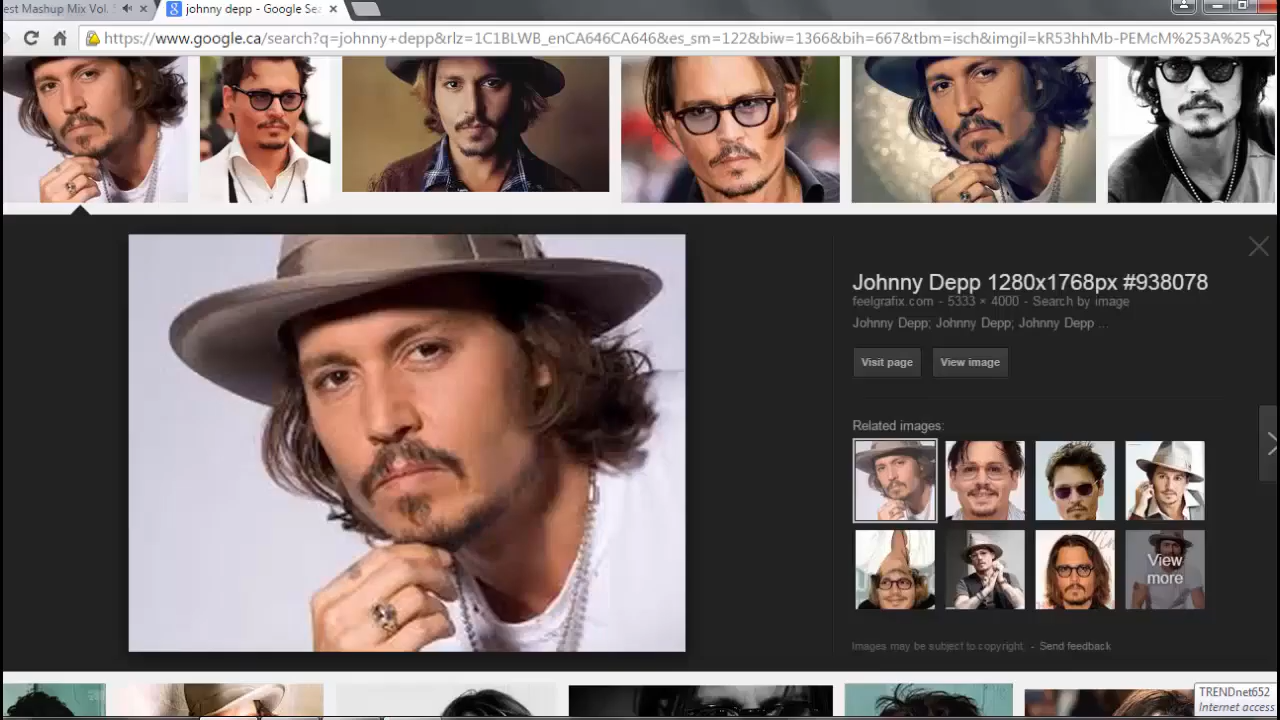 est Mashup Mix Vol.
johnny depp - Google Sea
https://www.google.ca/search?q=johnny+depp&rlz=1C1BLWB_enCA646CA646&es_sm=122&biw=1366&bih=667&tbm=isch&imgil=kR53hhMb-PEMcM%253A%25
Johnny Depp 1280x1768px #938078
feelgrafix.com - 5333 × 4000 - Search by image
Johnny Depp; Johnny Depp; Johnny Depp ...
Visit page
View image
Related images:
View
more
Images may be subject to copyright. - Send feedback
TRENDnet652
Internet access